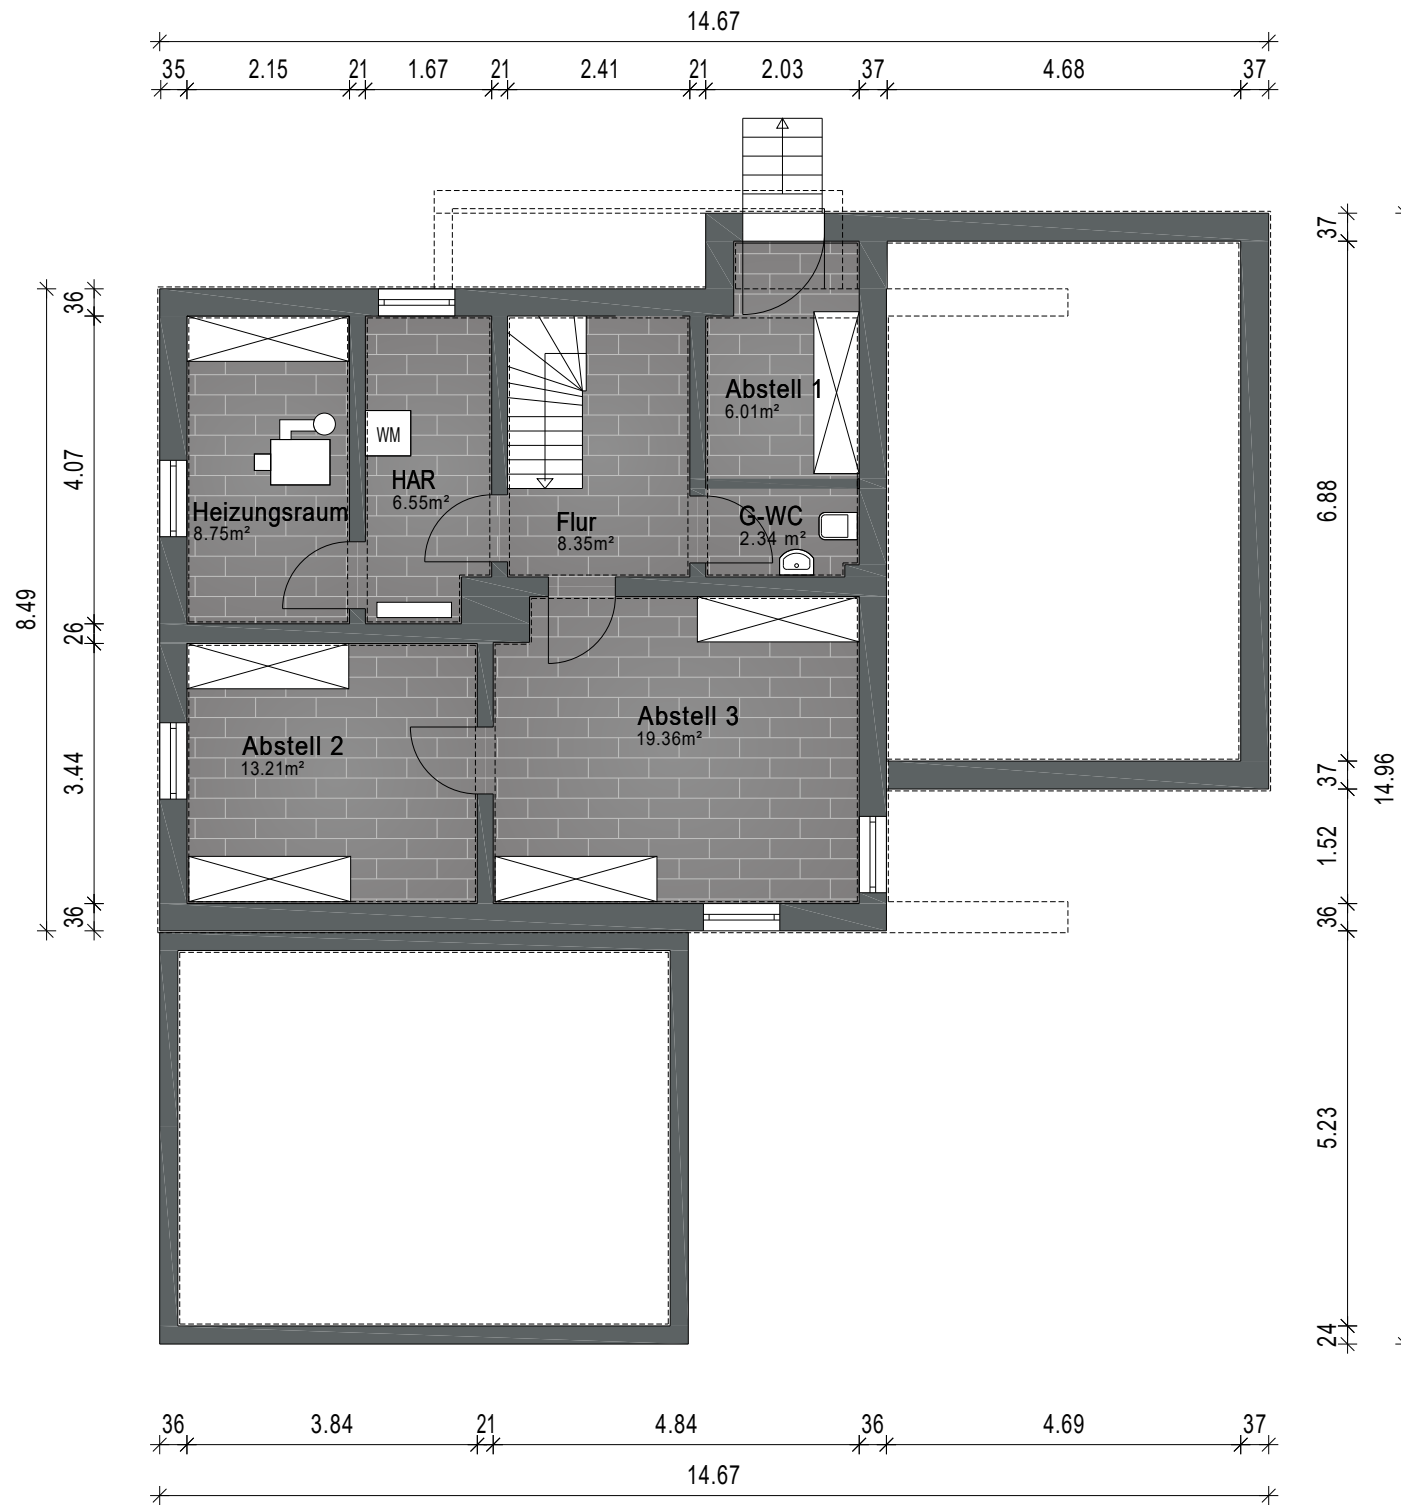 14.67
35 2.15 21 1.67 21 2.41 21 2.03 37 4.68 37
37
36
Abstell 1
6.01m²
WM
4.07
HAR
6.55m²
6.88
Heizungsraum
8.75m²
Flur
8.35m²
G-WC
2.34 m²
8.49
26
Abstell 3
19.36m²
Abstell 2
13.21m²
3.44
37
14.96
1.52
36
36
5.23
24
36 3.84 21 4.84 36 4.69 37
14.67